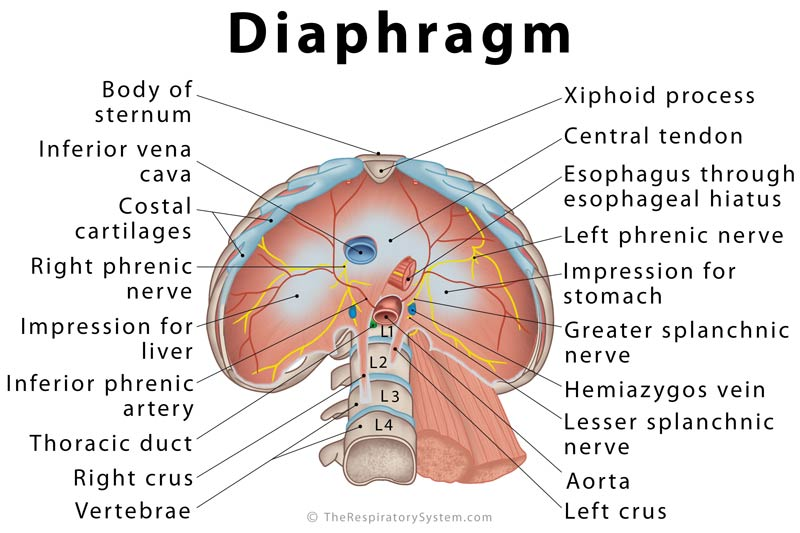 Diaphragm
Body of
sternum
Inferior vena
cava
Costal
cartilages
Right phrenic
nerve
Impression for
liver
Inferior phrenic
artery
Thoracic duct
Right crus
Vertebrae
Xiphoid process
Central tendon
Esophagus through
esophageal hiatus
Left phrenic nerve
Impression for
stomach
Greater splanchnic
nerve
Hemiazygos vein
Lesser splanchnic
nerve
Aorta
Left crus
L1
L2
L3
L4
© TheRespiratorySystem.com